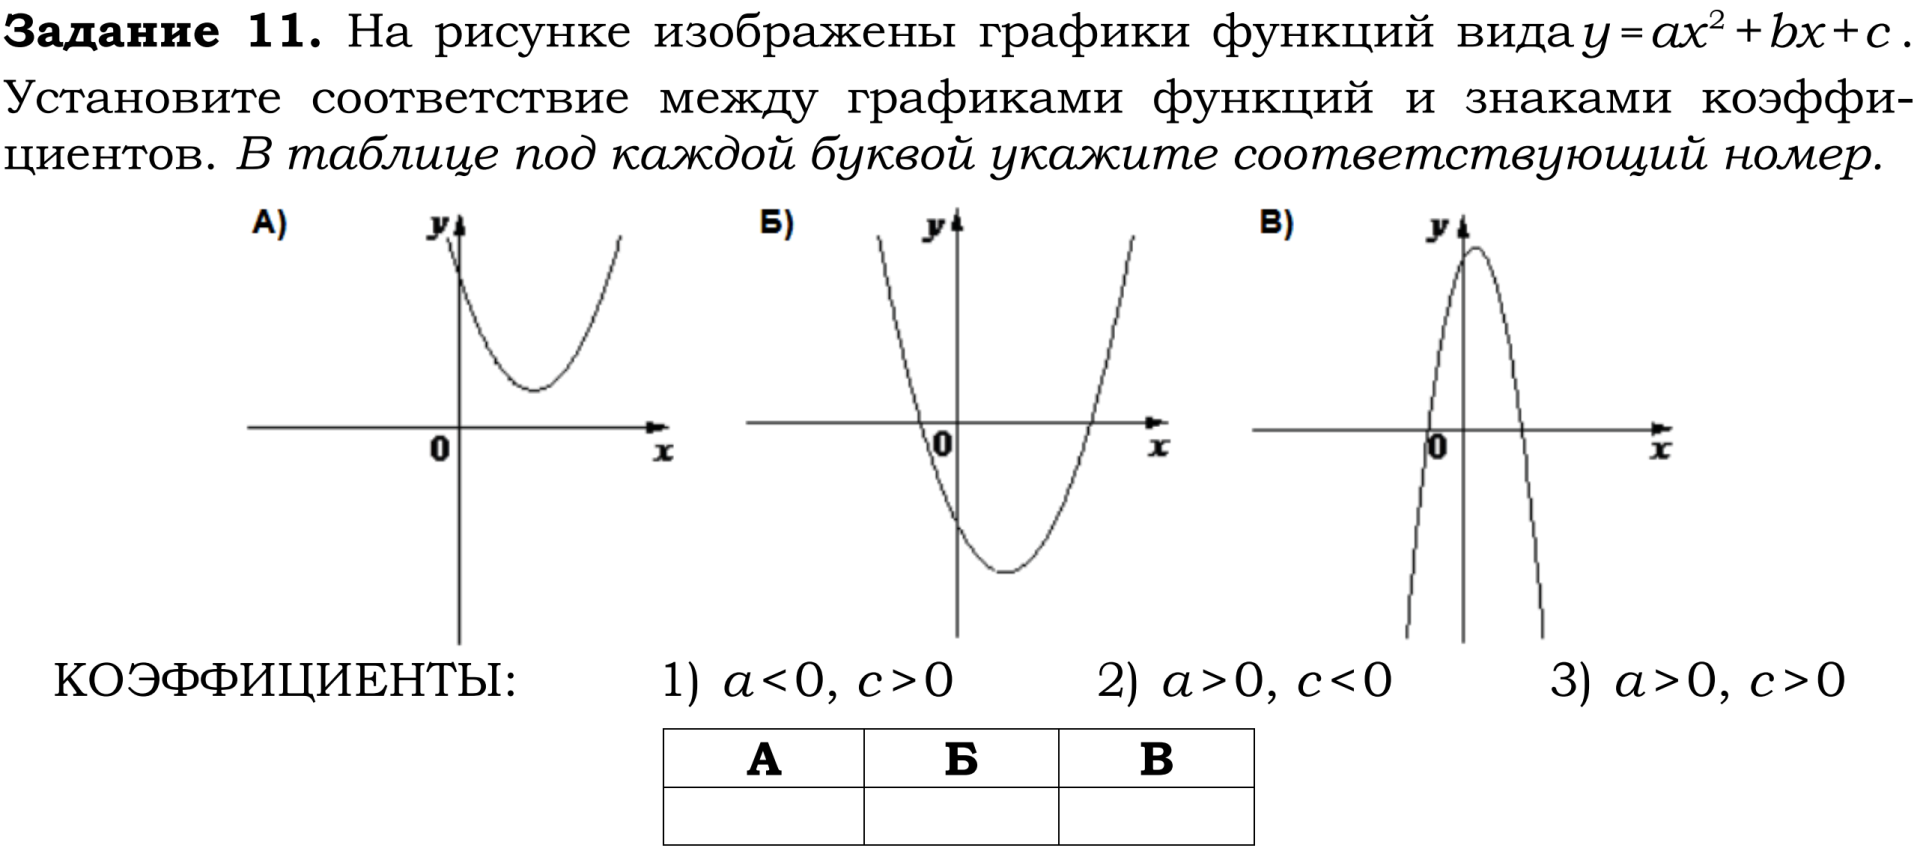 Задание 11. На рисунке изображены графики функций вида y = ax² + bx + c .
Установите соответствие между графиками функций и знаками коэффи-
циентов. В таблице под каждой буквой укажите соответствующий номер.
А) y 0 x
Б) y 0 x
В) y 0 x
КОЭФФИЦИЕНТЫ: 1) a < 0, c > 0 2) a > 0, c < 0 3) a > 0, c > 0
А Б В